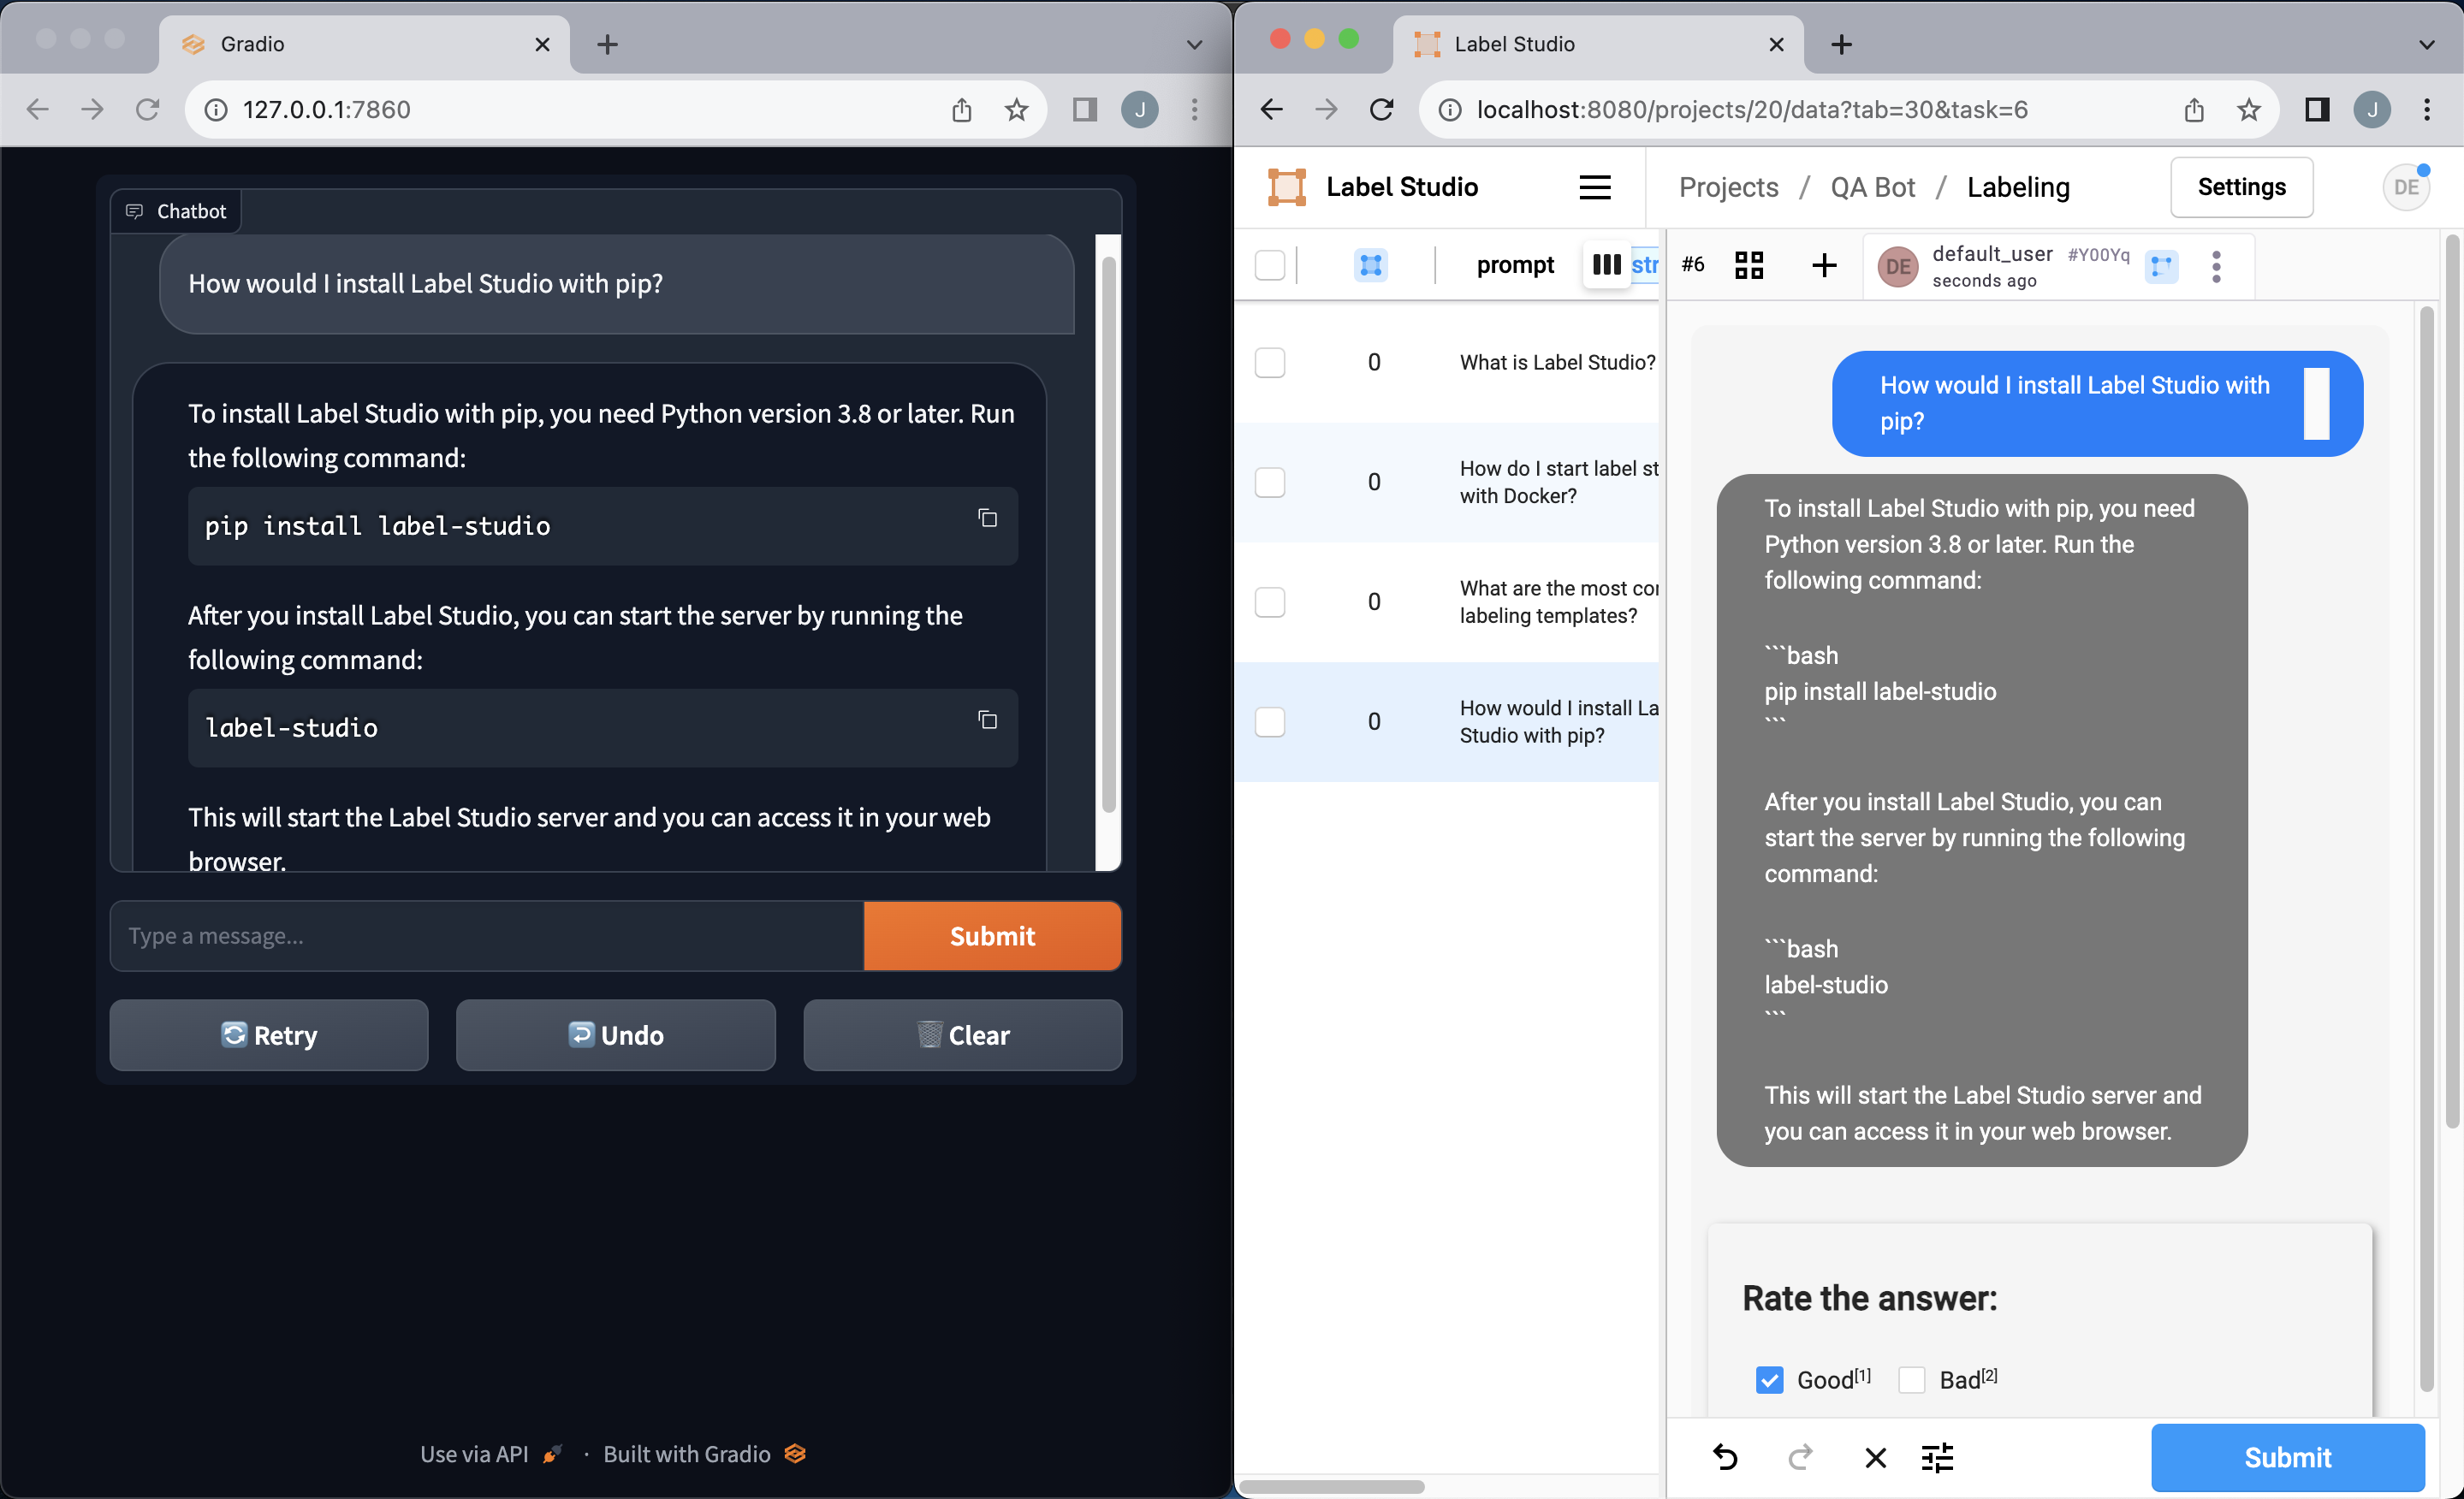 Gradio
127.0.0.1:7860
J
Chatbot
How would I install Label Studio with pip?
To install Label Studio with pip, you need Python version 3.8 or later. Run
the following command:
pip install label-studio
After you install Label Studio, you can start the server by running the
following command:
label-studio
This will start the Label Studio server and you can access it in your web
browser.
Type a message...
Submit
Retry
Undo
Clear
Use via API
· Built with Gradio
Label Studio
localhost:8080/projects/20/data?tab=30&task=6
J
Label Studio
Projects / QA Bot / Labeling
Settings
DE
prompt
str
0
What is Label Studio?
0
How do I start label st
with Docker?
0
What are the most cor
labeling templates?
0
How would I install La
Studio with pip?
#6
DE
default_user #Y00Yq
seconds ago
How would I install Label Studio with
pip?
To install Label Studio with pip, you need
Python version 3.8 or later. Run the
following command:
```bash
pip install label-studio
```
After you install Label Studio, you can
start the server by running the following
command:
```bash
label-studio
```
This will start the Label Studio server and
you can access it in your web browser.
Rate the answer:
Good[1] Bad[2]
Submit